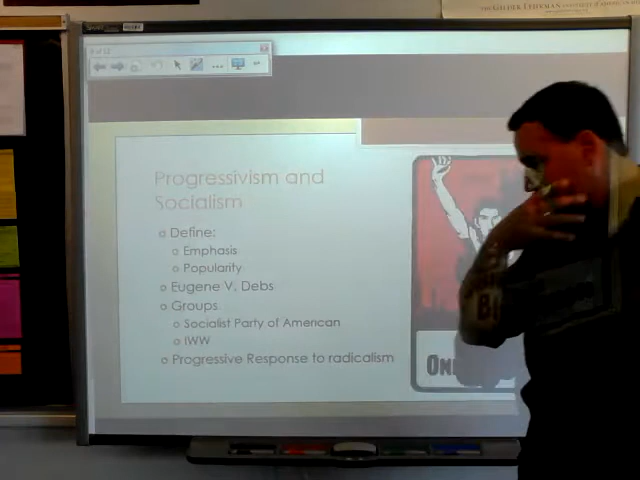 Progressivism and
Socialism
Define:
Emphasis
Popularity
Eugene V. Debs
Groups
Socialist Party of American
IWW
Progressive Response to radicalism